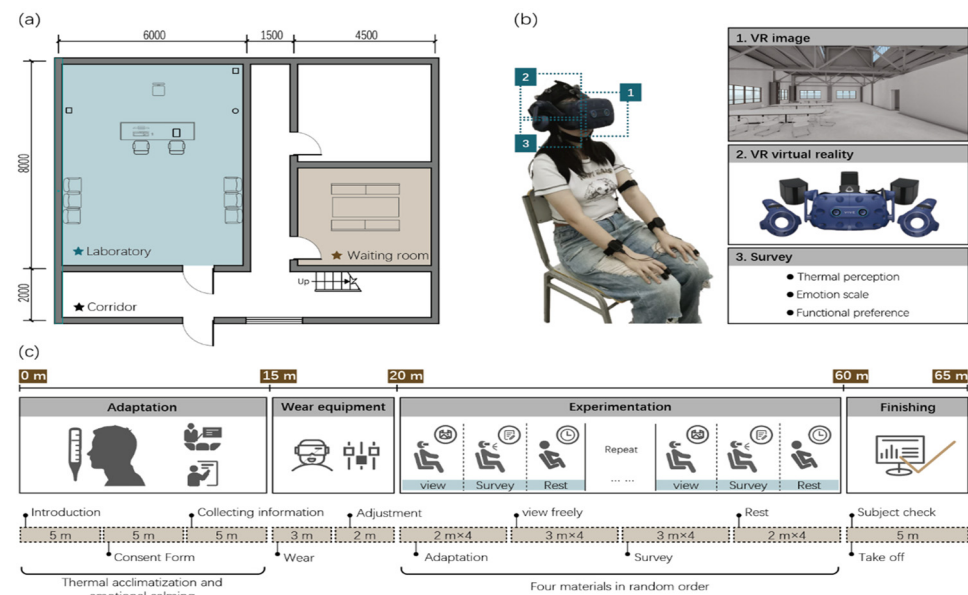 (a)
6000
1500
4500
8000
2000
Laboratory
Waiting room
Up
Corridor
(b)
1
2
3
1. VR image
2. VR virtual reality
3. Survey
Thermal perception
Emotion scale
Functional preference
(c)
0 m
15 m
20 m
60 m
65 m
Adaptation
Wear equipment
Experimentation
Finishing
Repeat
... ...
view
Survey
Rest
view
Survey
Rest
Introduction
Collecting information
Adjustment
view freely
Rest
Subject check
5 m
5 m
5 m
3 m
2 m
2 m×4
3 m×4
3 m×4
2 m×4
5 m
Consent Form
Wear
Adaptation
Survey
Take off
Thermal acclimatization and
Four materials in random order